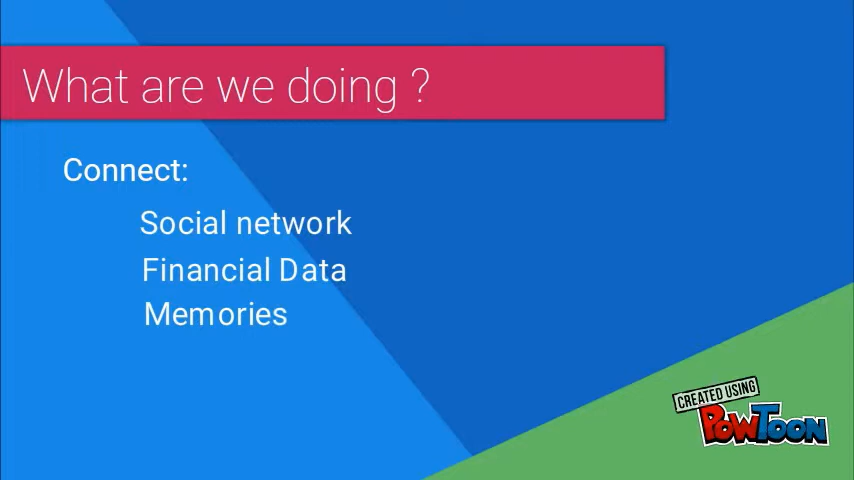 What are we doing ?
Connect:
Social network
Financial Data
Memories
CREATED USING
POWTOON